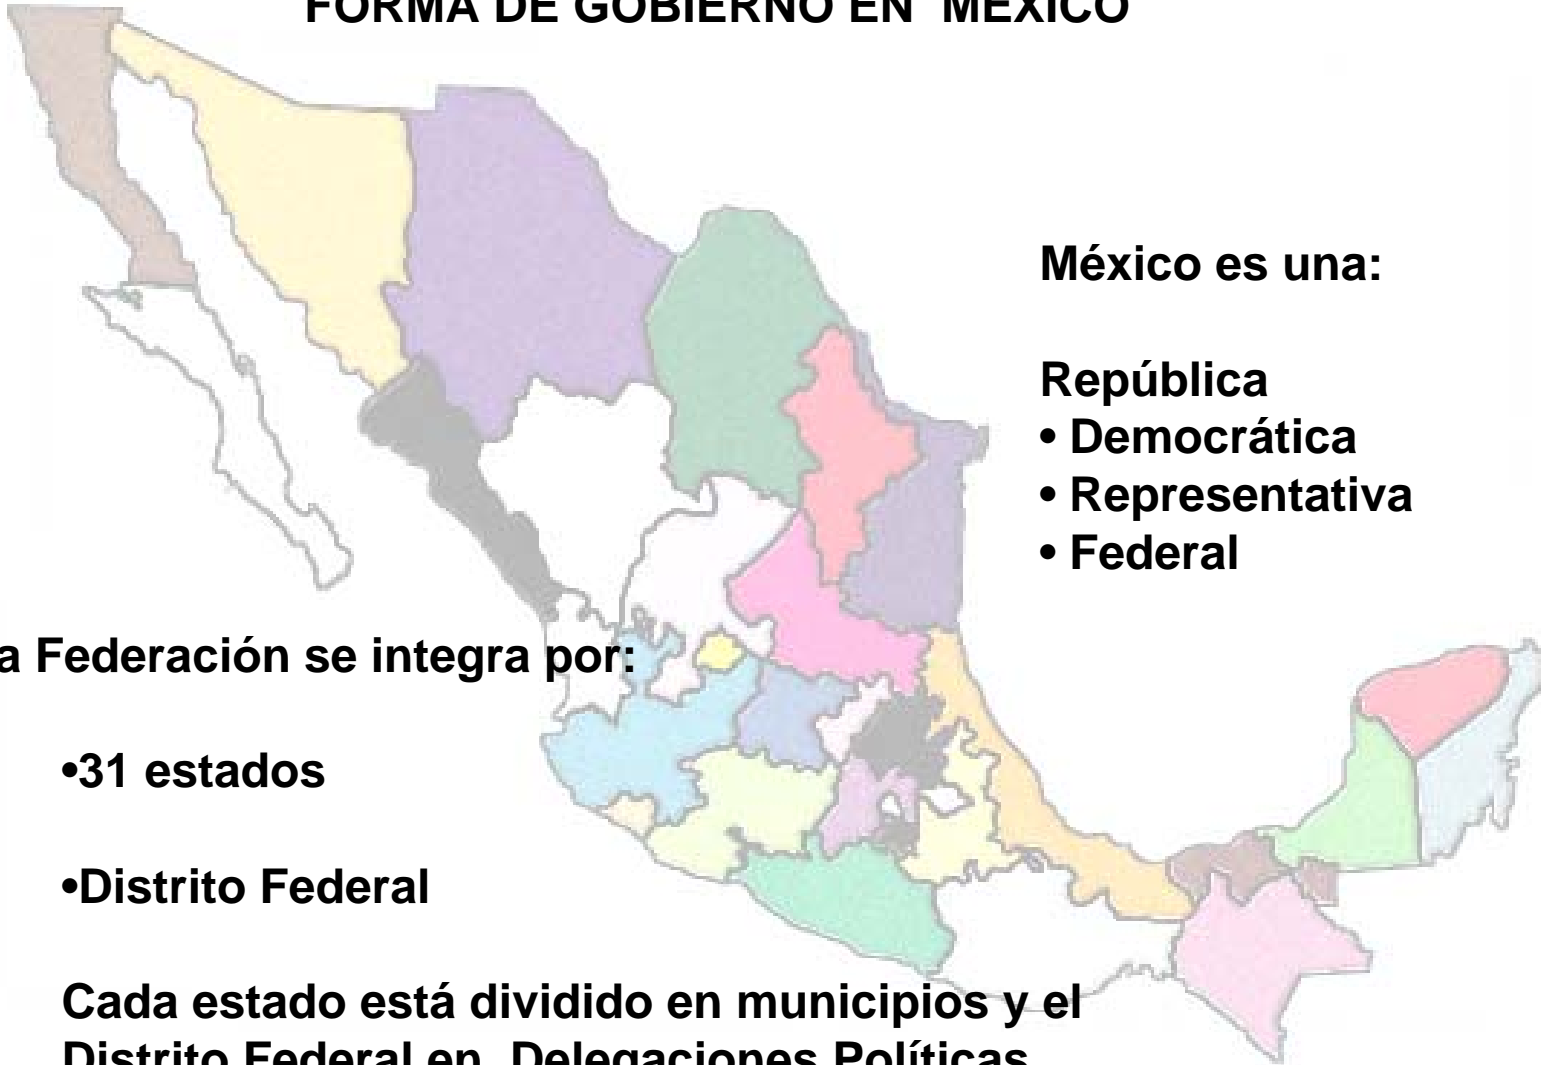 FORMA DE GOBIERNO EN MÉXICO
México es una:
República
• Democrática
• Representativa
• Federal
a Federación se integra por:
•31 estados
•Distrito Federal
Cada estado está dividido en municipios y el
Distrito Federal en Delegaciones Políticas